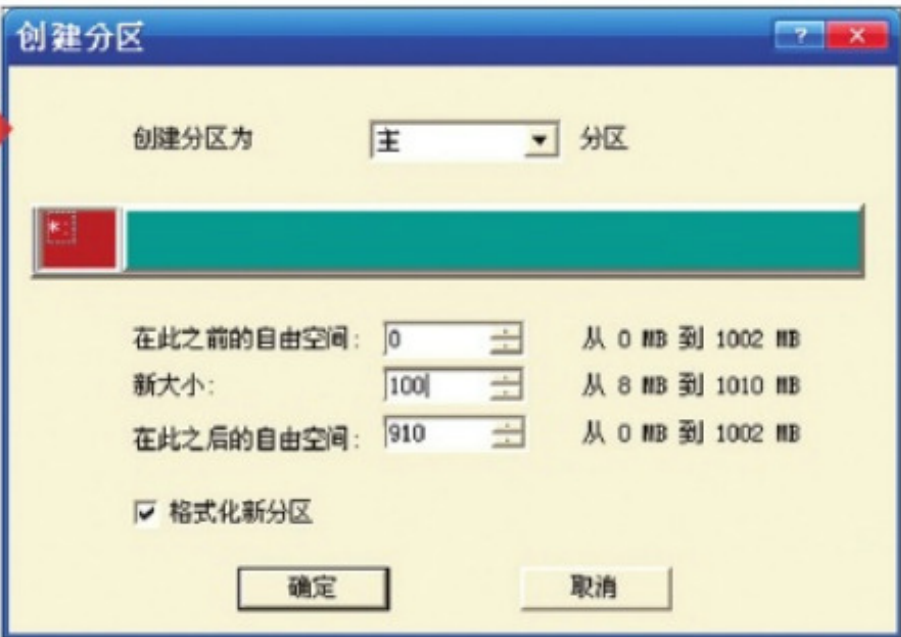 创建分区
创建分区为 主 分区
*:
在此之前的自由空间: 0 从 0 MB 到 1002 MB
新大小: 100 从 8 MB 到 1010 MB
在此之后的自由空间: 910 从 0 MB 到 1002 MB
格式化新分区
确定 取消